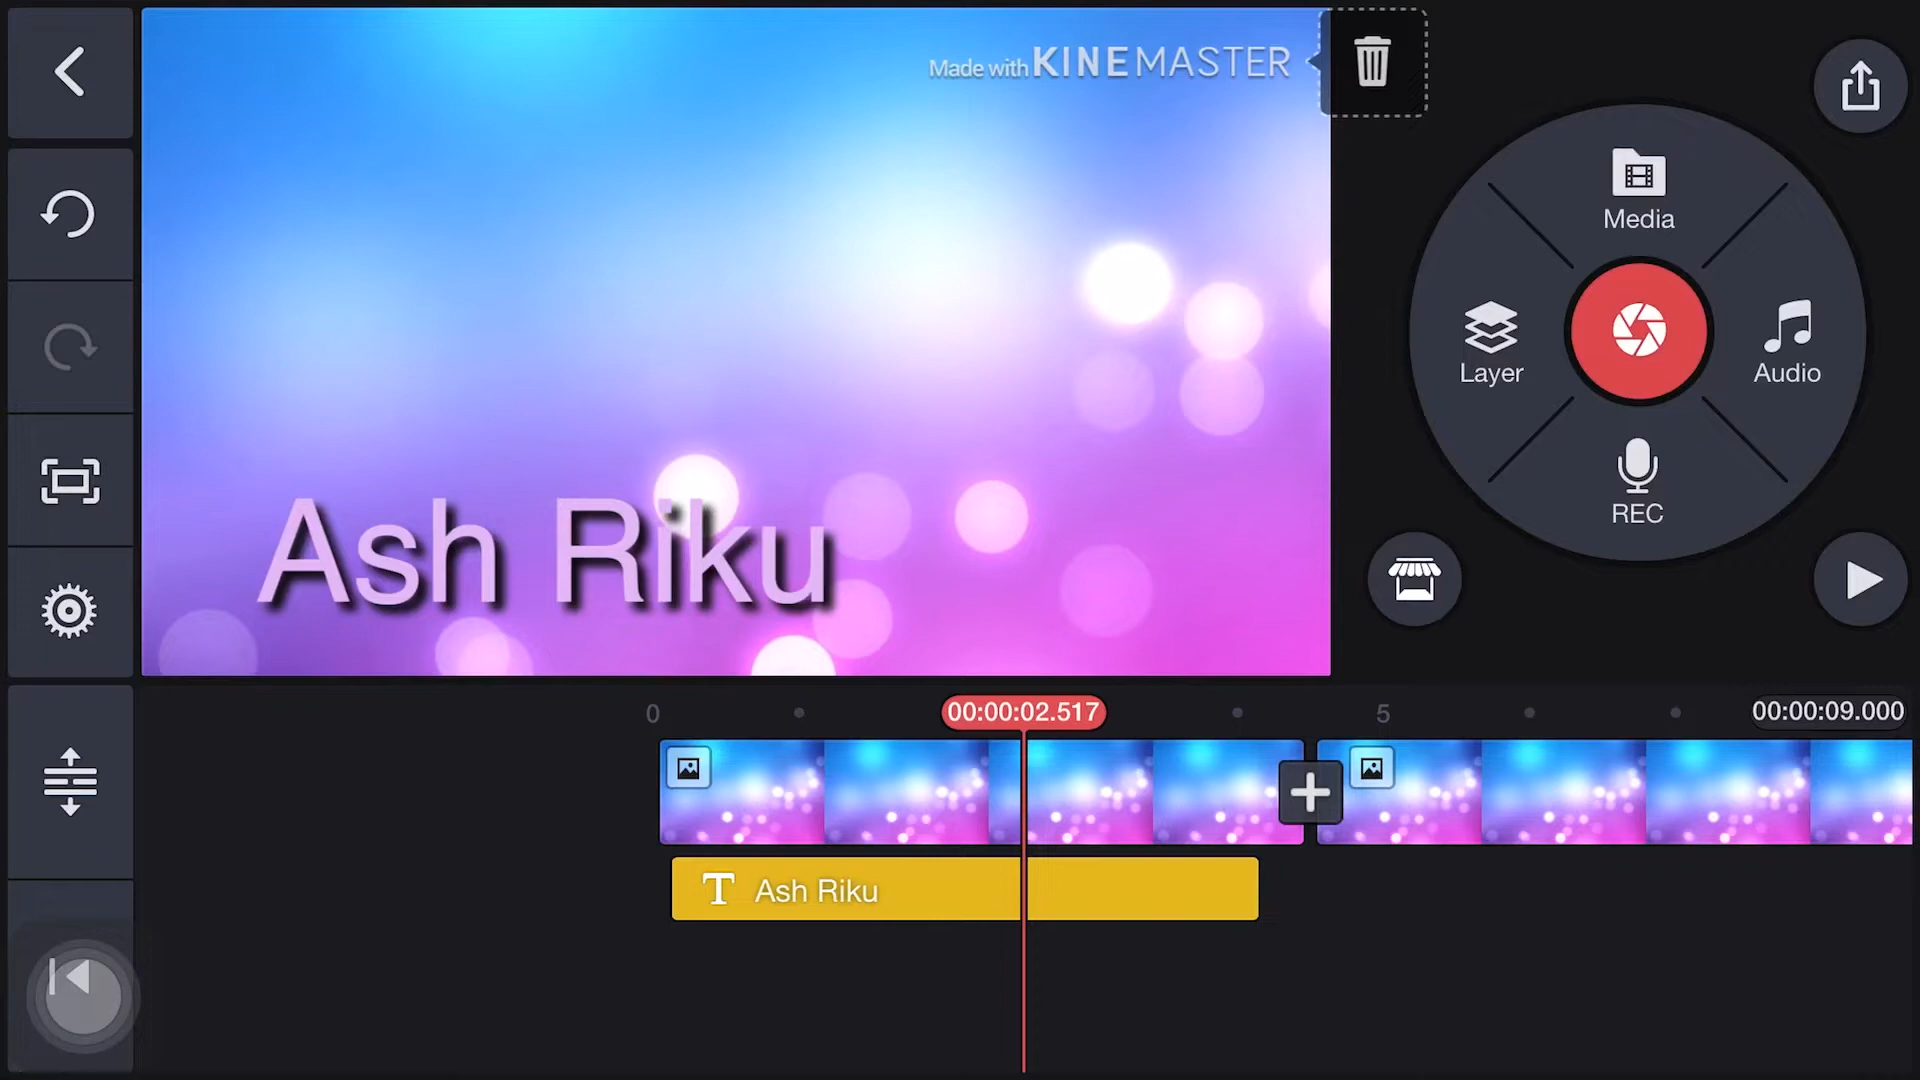 Made with KINEMASTER
Media
Layer
Audio
REC
Ash Riku
0
00:00:02.517
5
00:00:09.000
T Ash Riku